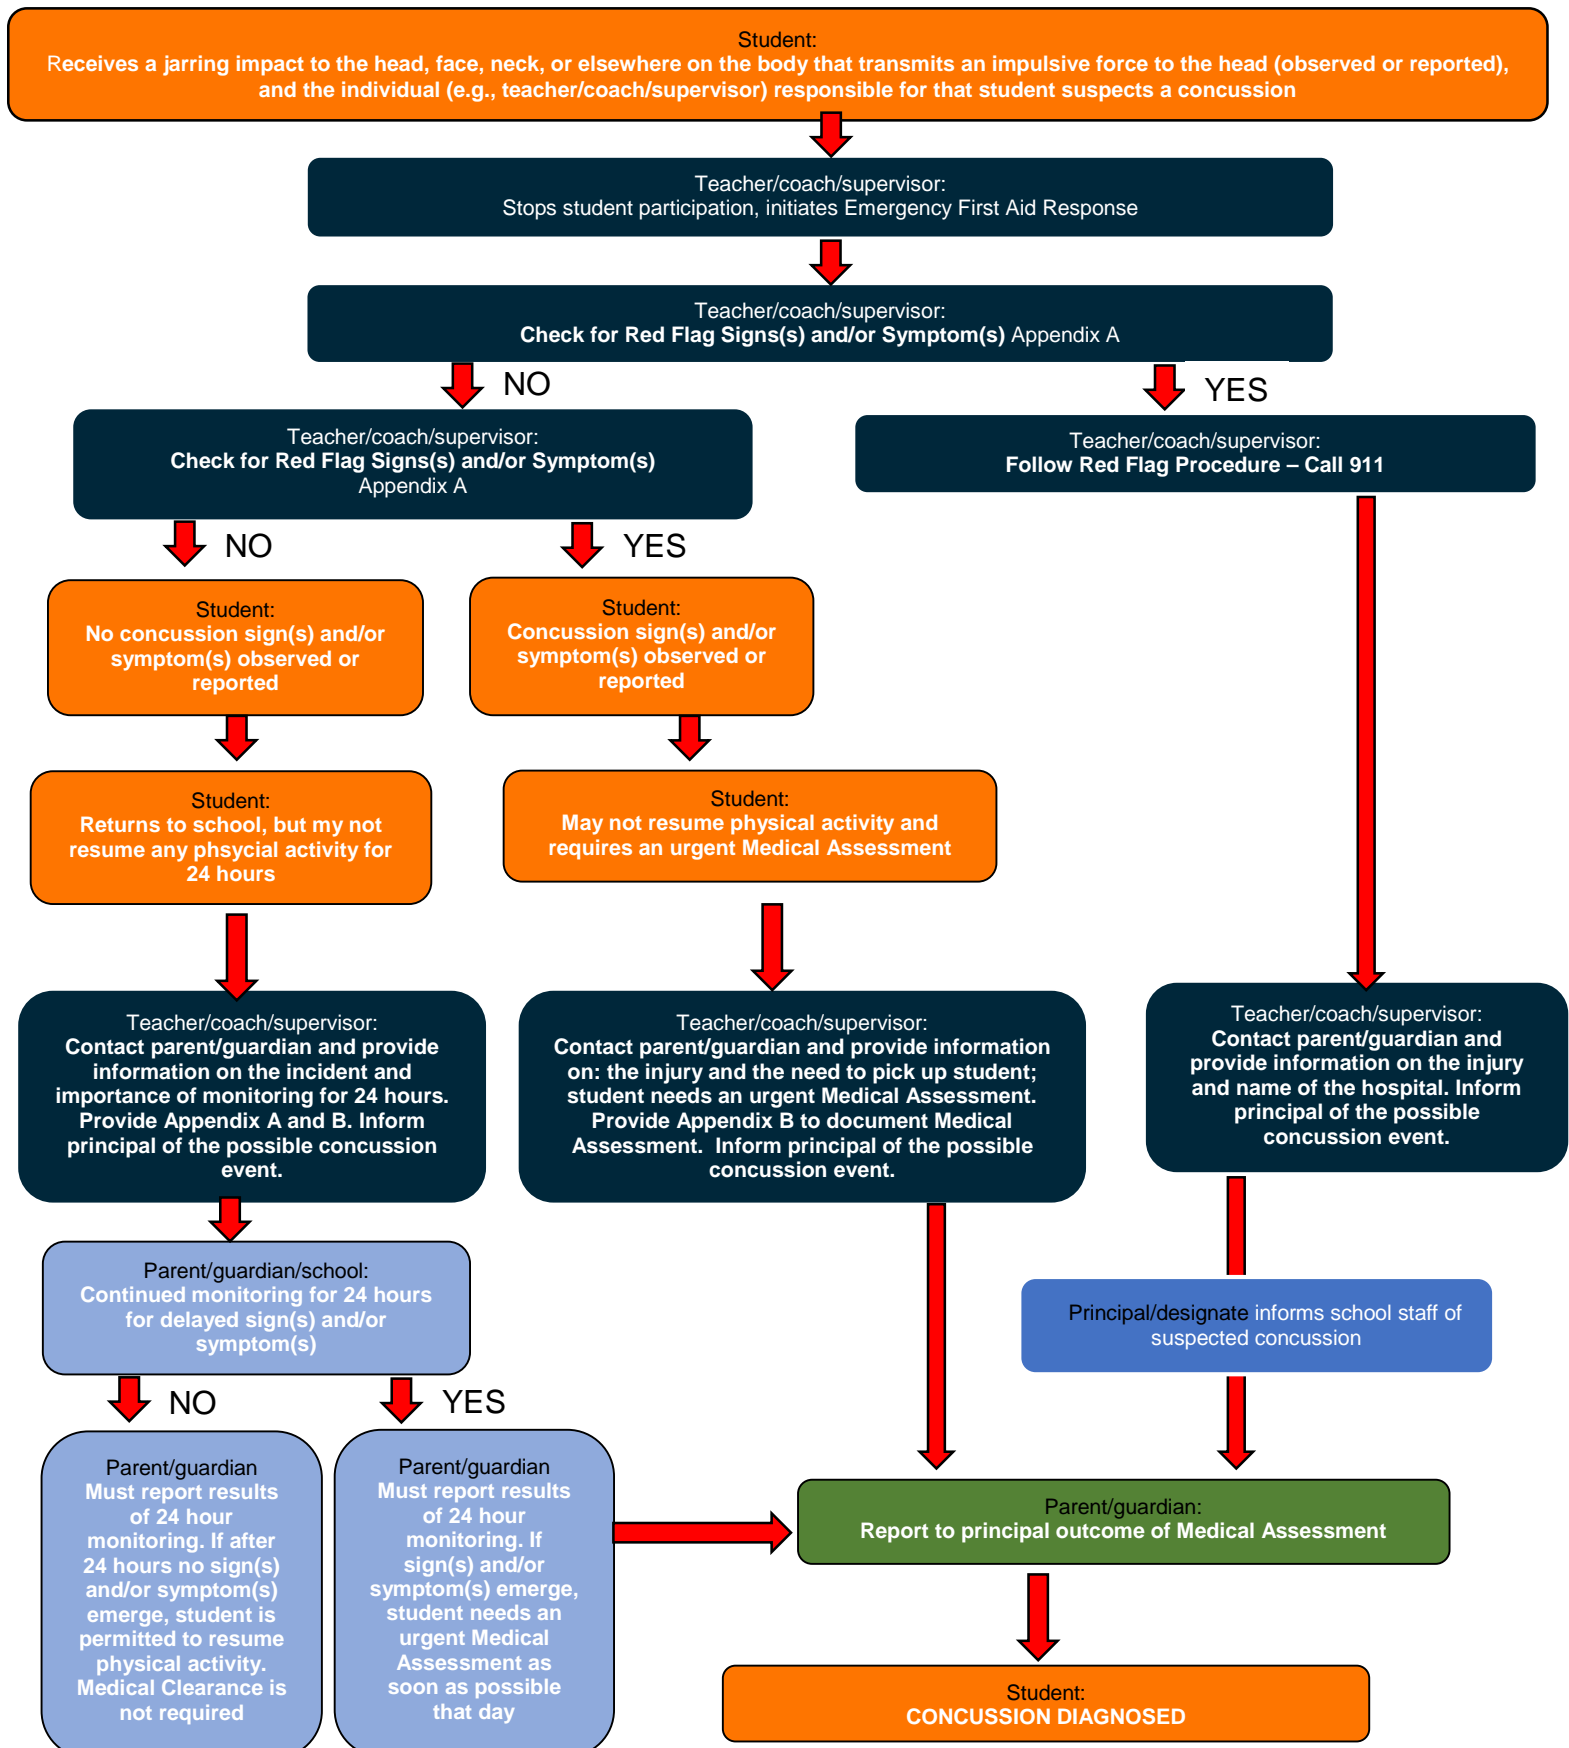 Student:
Receives a jarring impact to the head, face, neck, or elsewhere on the body that transmits an impulsive force to the head (observed or reported),
and the individual (e.g., teacher/coach/supervisor) responsible for that student suspects a concussion
Teacher/coach/supervisor:
Stops student participation, initiates Emergency First Aid Response
Teacher/coach/supervisor:
Check for Red Flag Signs(s) and/or Symptom(s) Appendix A
NO
YES
Teacher/coach/supervisor:
Check for Red Flag Signs(s) and/or Symptom(s)
Appendix A
Teacher/coach/supervisor:
Follow Red Flag Procedure – Call 911
NO
YES
Student:
No concussion sign(s) and/or
symptom(s) observed or
reported
Student:
Concussion sign(s) and/or
symptom(s) observed or
reported
Student:
Returns to school, but my not
resume any phsycial activity for
24 hours
Student:
May not resume physical activity and
requires an urgent Medical Assessment
Teacher/coach/supervisor:
Contact parent/guardian and provide
information on the incident and
importance of monitoring for 24 hours.
Provide Appendix A and B. Inform
principal of the possible concussion
event.
Teacher/coach/supervisor:
Contact parent/guardian and provide information
on: the injury and the need to pick up student;
student needs an urgent Medical Assessment.
Provide Appendix B to document Medical
Assessment.  Inform principal of the possible
concussion event.
Teacher/coach/supervisor:
Contact parent/guardian and
provide information on the injury
and name of the hospital. Inform
principal of the possible
concussion event.
Parent/guardian/school:
Continued monitoring for 24 hours
for delayed sign(s) and/or
symptom(s)
Principal/designate informs school staff of
suspected concussion
NO
YES
Parent/guardian
Must report results
of 24 hour
monitoring. If after
24 hours no sign(s)
and/or symptom(s)
emerge, student is
permitted to resume
physical activity.
Medical Clearance is
not required
Parent/guardian
Must report results
of 24 hour
monitoring. If
sign(s) and/or
symptom(s) emerge,
student needs an
urgent Medical
Assessment as
soon as possible
that day
Parent/guardian:
Report to principal outcome of Medical Assessment
Student:
CONCUSSION DIAGNOSED